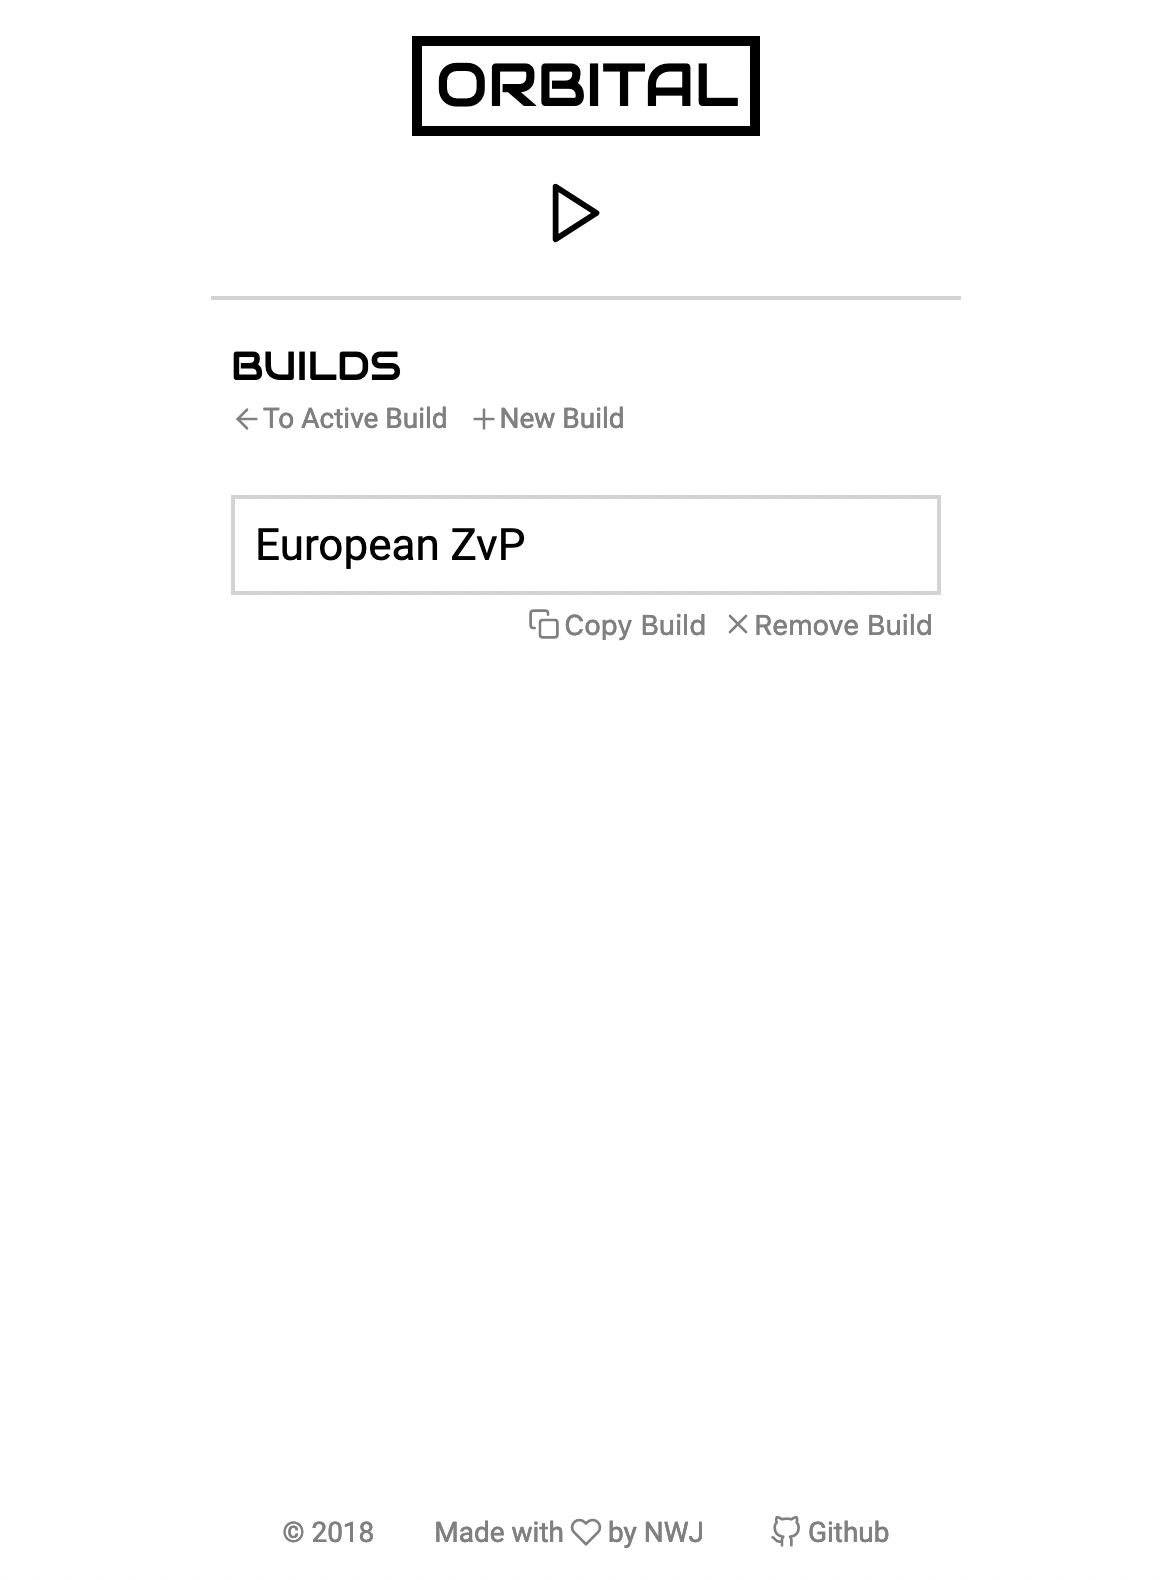 ORBITAL
BUILDS
To Active Build New Build
European ZvP
Copy Build Remove Build
© 2018 Made with by NWJ Github